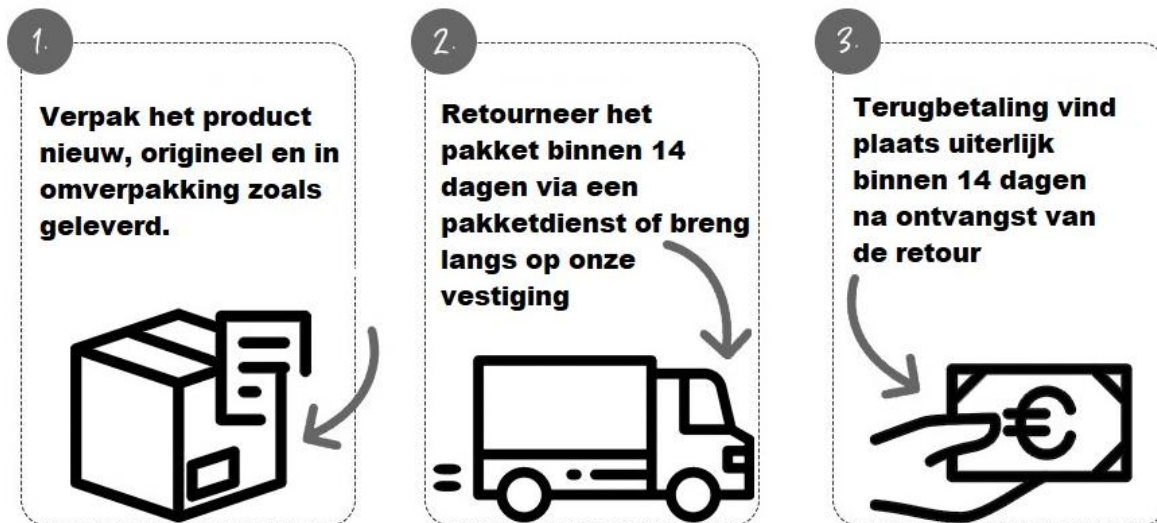 1.
Verpak het product
nieuw, origineel en in
omverpakking zoals
geleverd.
2.
Retourneer het
pakket binnen 14
dagen via een
pakketdienst of breng
langs op onze
vestiging
3.
Terugbetaling vind
plaats uiterlijk
binnen 14 dagen
na ontvangst van
de retour
€